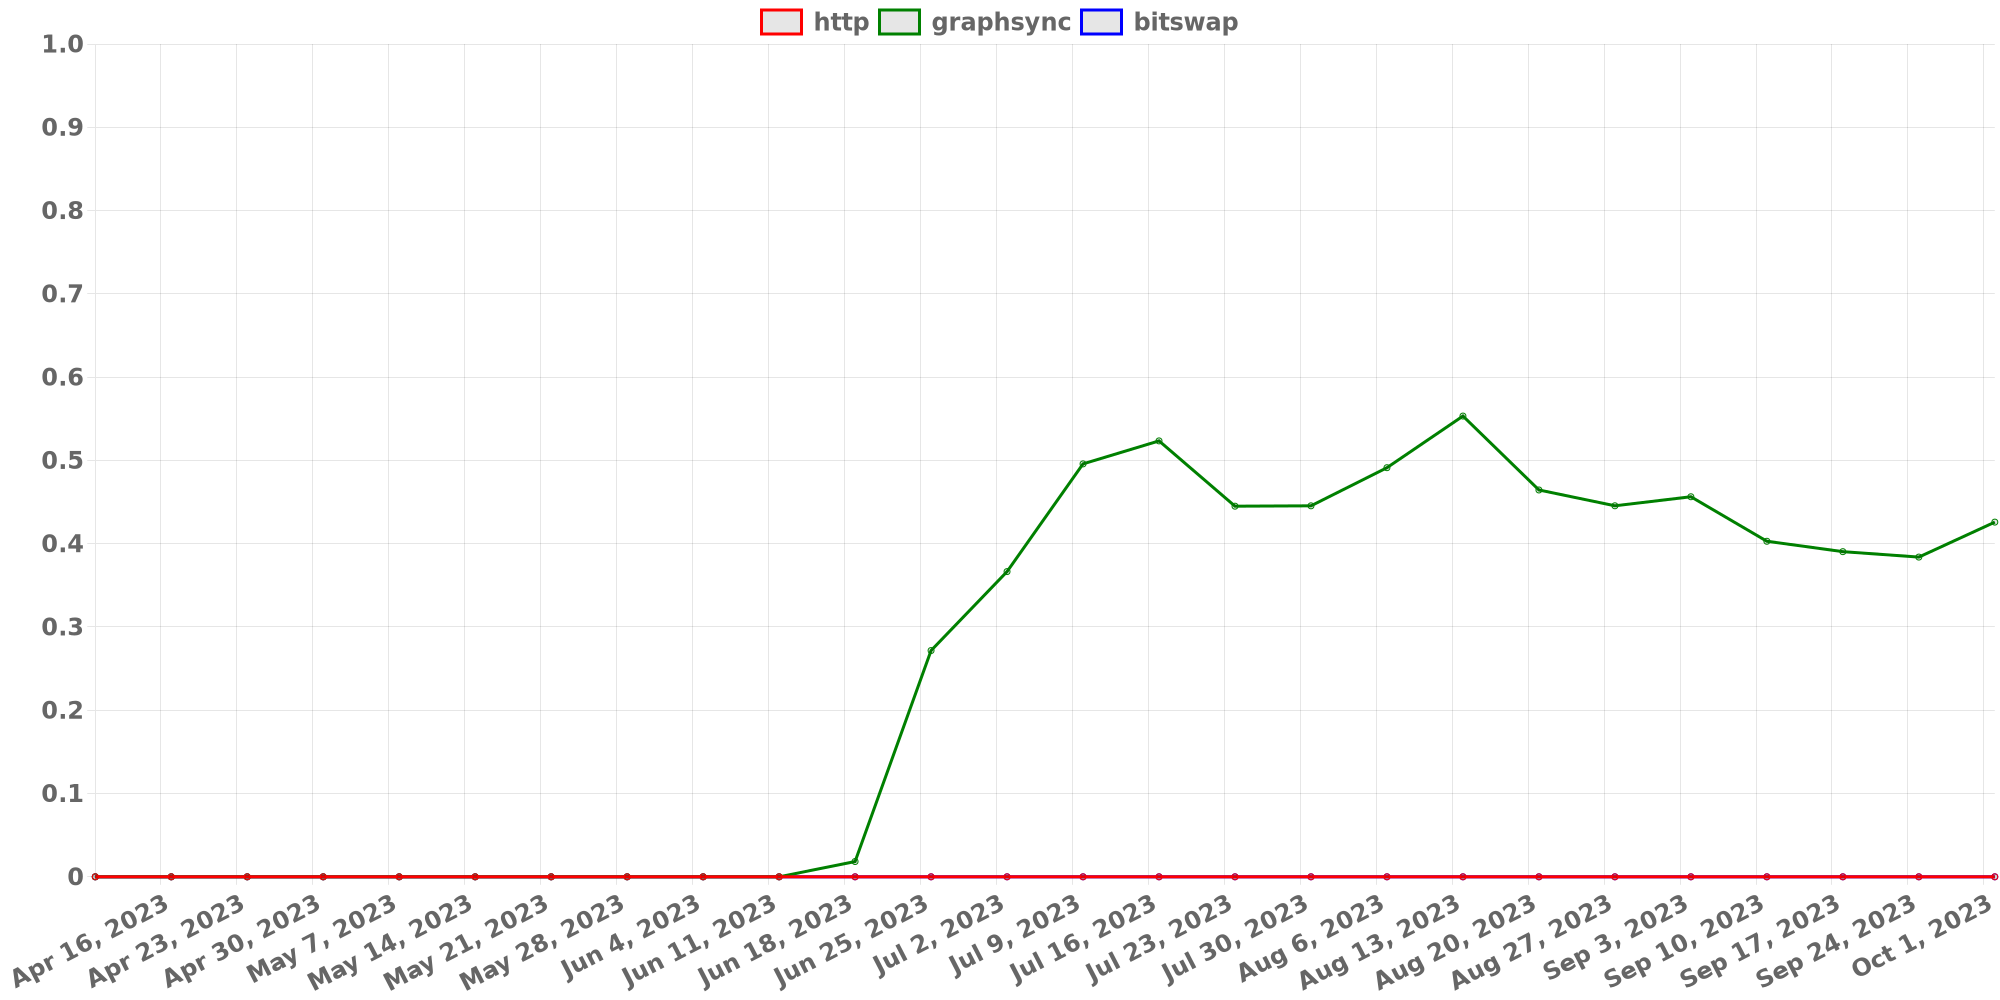 http graphsync bitswap
1.0
0.9
0.8
0.7
0.6
0.5
0.4
0.3
0.2
0.1
0
Apr 16, 2023
Apr 23, 2023
Apr 30, 2023
May 7, 2023
May 14, 2023
May 21, 2023
May 28, 2023
Jun 4, 2023
Jun 11, 2023
Jun 18, 2023
Jun 25, 2023
Jul 2, 2023
Jul 9, 2023
Jul 16, 2023
Jul 23, 2023
Jul 30, 2023
Aug 6, 2023
Aug 13, 2023
Aug 20, 2023
Aug 27, 2023
Sep 3, 2023
Sep 10, 2023
Sep 17, 2023
Sep 24, 2023
Oct 1, 2023